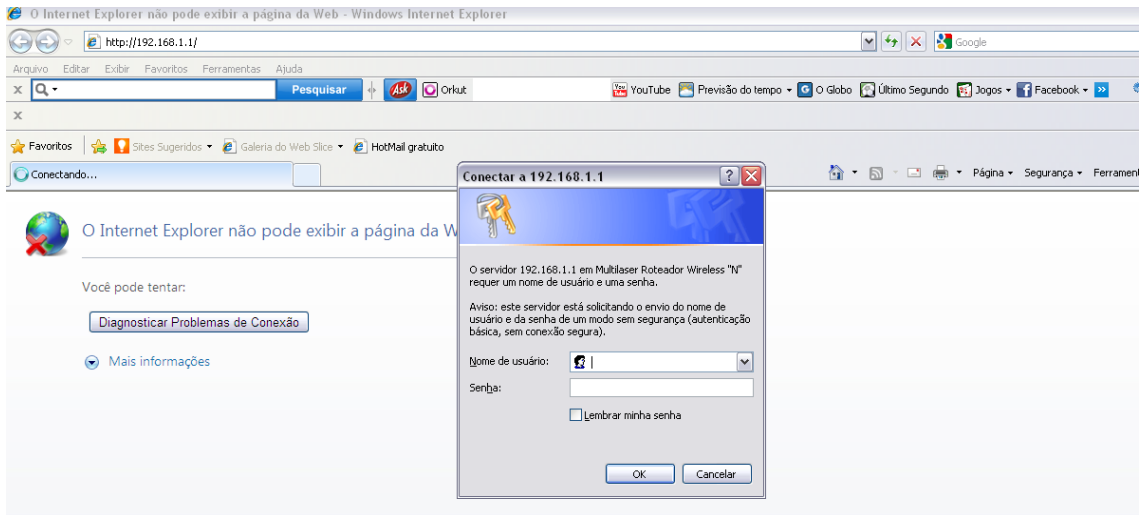 O Internet Explorer não pode exibir a página da Web - Windows Internet Explorer
http://192.168.1.1/
Google
Arquivo Editar Exibir Favoritos Ferramentas Ajuda
x Pesquisar Ask Orkut You YouTube Previsão do tempo G O Globo Último Segundo Jogos Facebook »
x
Favoritos Sites Sugeridos Galeria do Web Slice HotMail gratuito
Conectando...
Página Segurança Ferrament
O Internet Explorer não pode exibir a página da W
Você pode tentar:
Diagnosticar Problemas de Conexão
Mais informações
Conectar a 192.168.1.1
O servidor 192.168.1.1 em Multilaser Roteador Wireless "N"
requer um nome de usuário e uma senha.
Aviso: este servidor está solicitando o envio do nome de
usuário e da senha de um modo sem segurança (autenticação
básica, sem conexão segura).
Nome de usuário:
Senha:
Lembrar minha senha
OK Cancelar